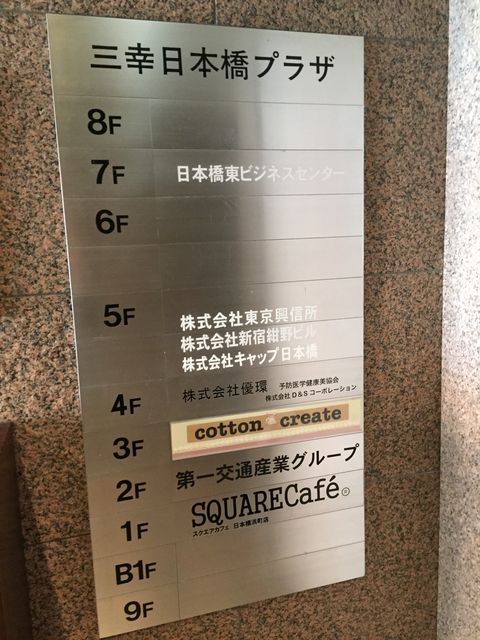 三幸日本橋プラザ
8F
7F 日本橋東ビジネスセンター
6F
5F 株式会社東京興信所
株式会社新宿紺野ビル
株式会社キャップ日本橋
4F 株式会社優環 予防医学健康美協会
株式会社D&Sコーポレーション
3F cotton create
2F 第一交通産業グループ
1F SQUARE Café
スクエアカフェ 日本橋浜町店
B1F
9F